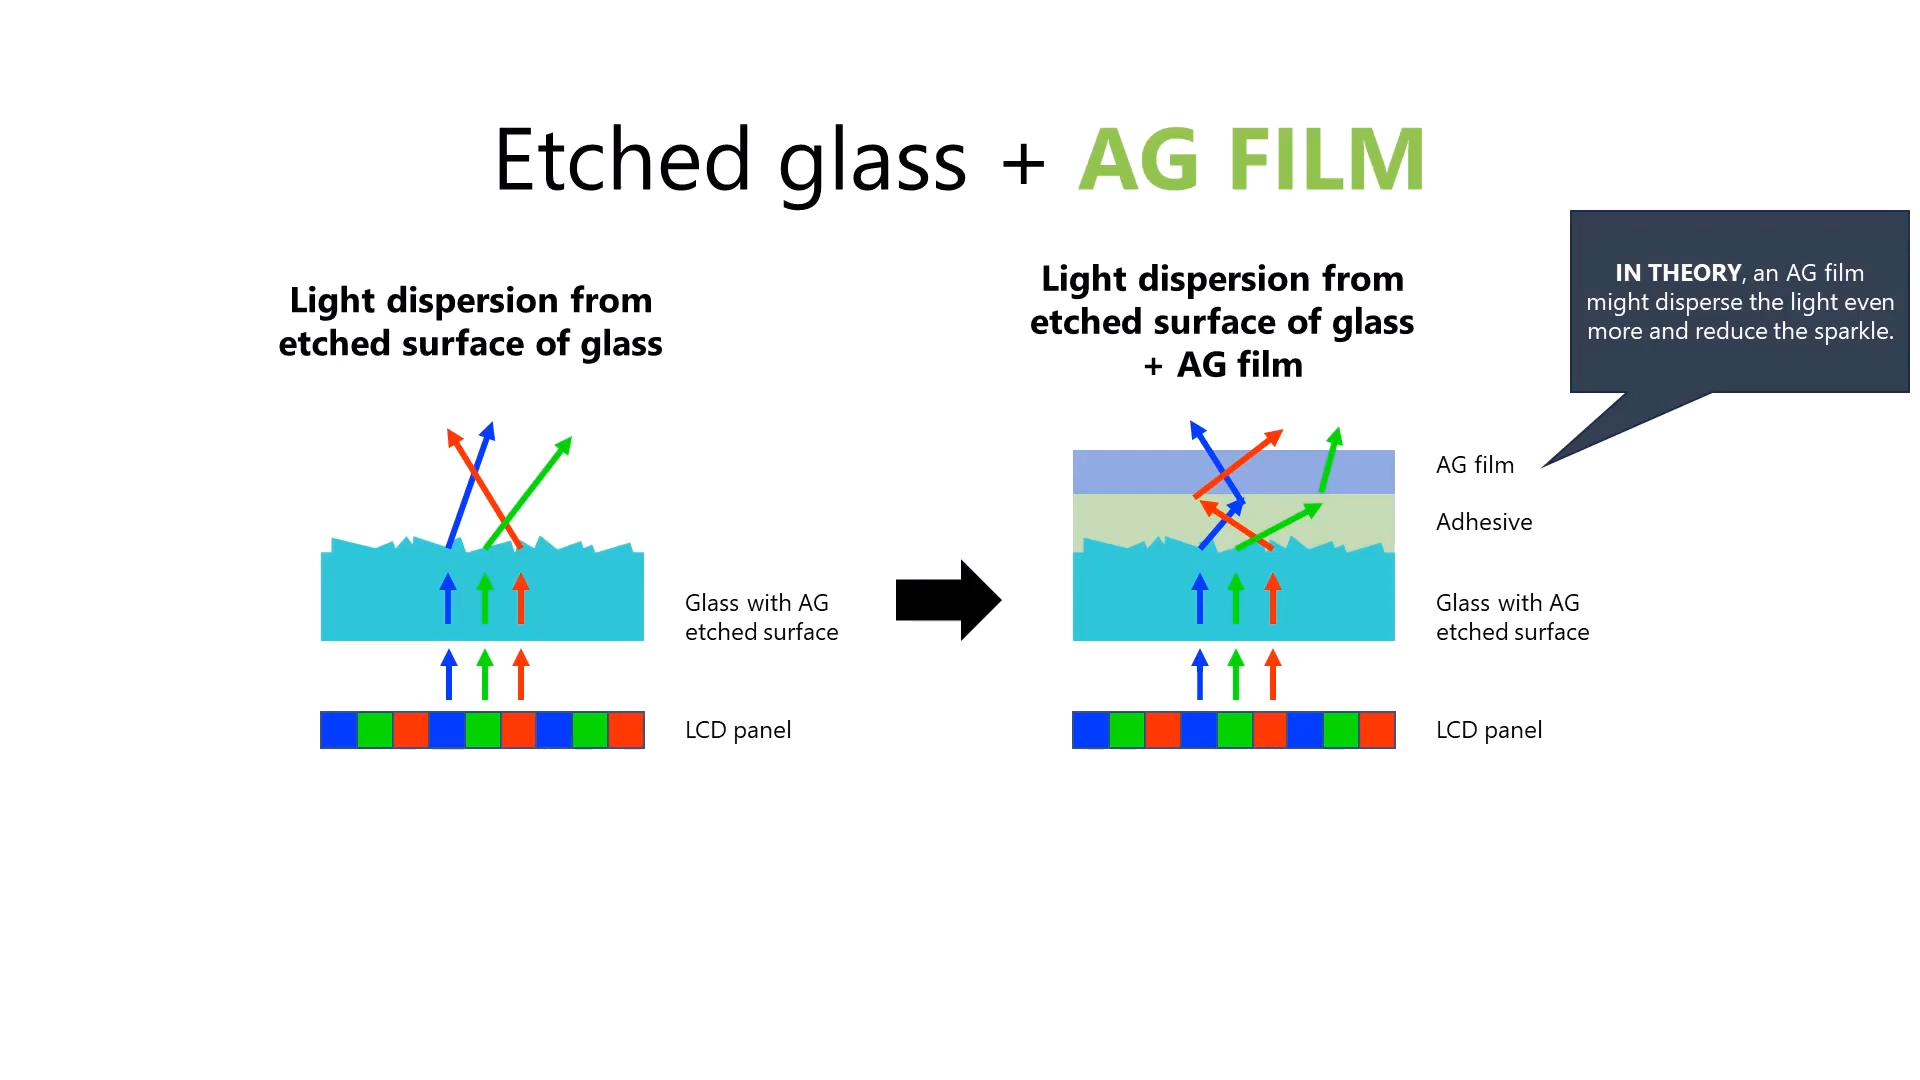 Etched glass + AG FILM
Light dispersion from
etched surface of glass
Glass with AG
etched surface
LCD panel
Light dispersion from
etched surface of glass
+ AG film
IN THEORY, an AG film
might disperse the light even
more and reduce the sparkle.
AG film
Adhesive
Glass with AG
etched surface
LCD panel